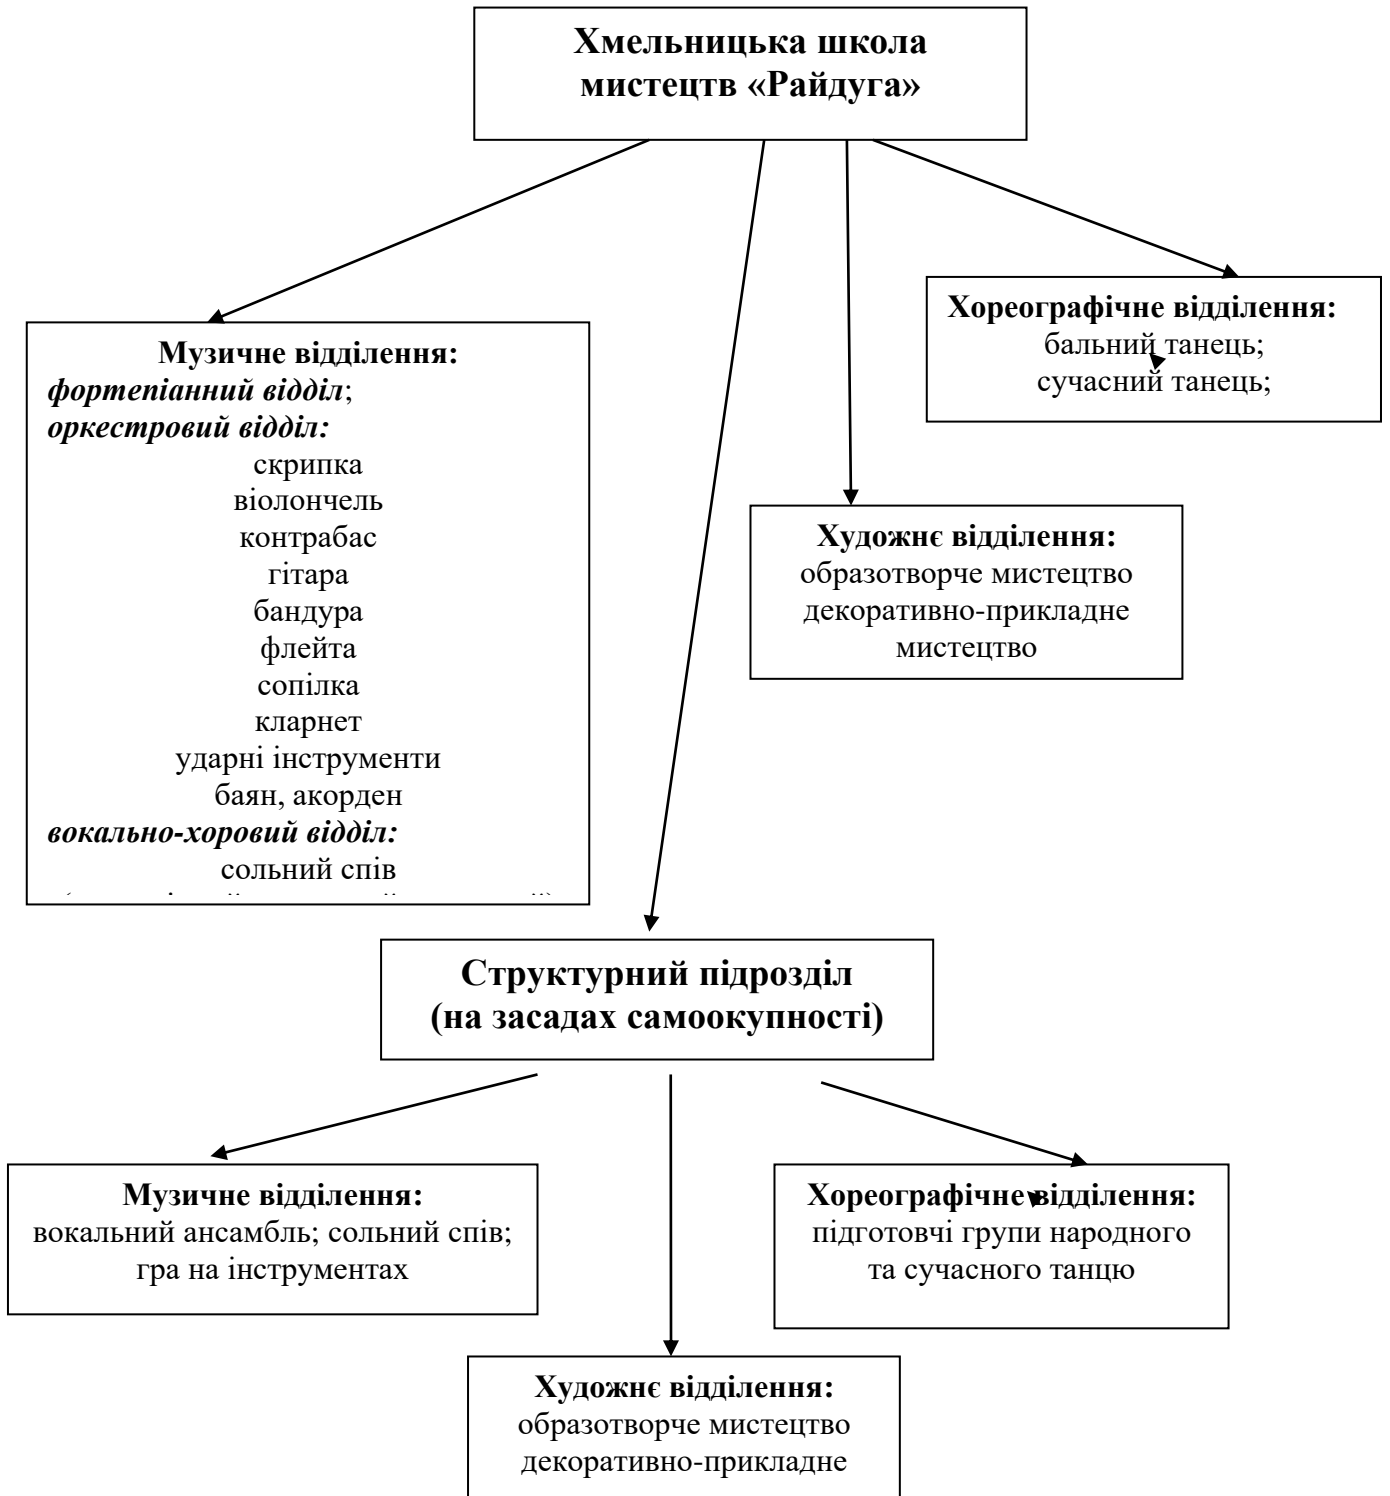 Хмельницька школа
мистецтв «Райдуга»
Хореографічне відділення:
бальний танець;
сучасний танець;
Музичне відділення:
фортепіанний відділ;
оркестровий відділ:
скрипка
віолончель
контрабас
гітара
бандура
флейта
сопілка
кларнет
ударні інструменти
баян, акорден
вокально-хоровий відділ:
сольний спів
Художнє відділення:
образотворче мистецтво
декоративно-прикладне
мистецтво
Структурний підрозділ
(на засадах самоокупності)
Музичне відділення:
вокальний ансамбль; сольний спів;
гра на інструментах
Хореографічне відділення:
підготовчі групи народного
та сучасного танцю
Художнє відділення:
образотворче мистецтво
декоративно-прикладне